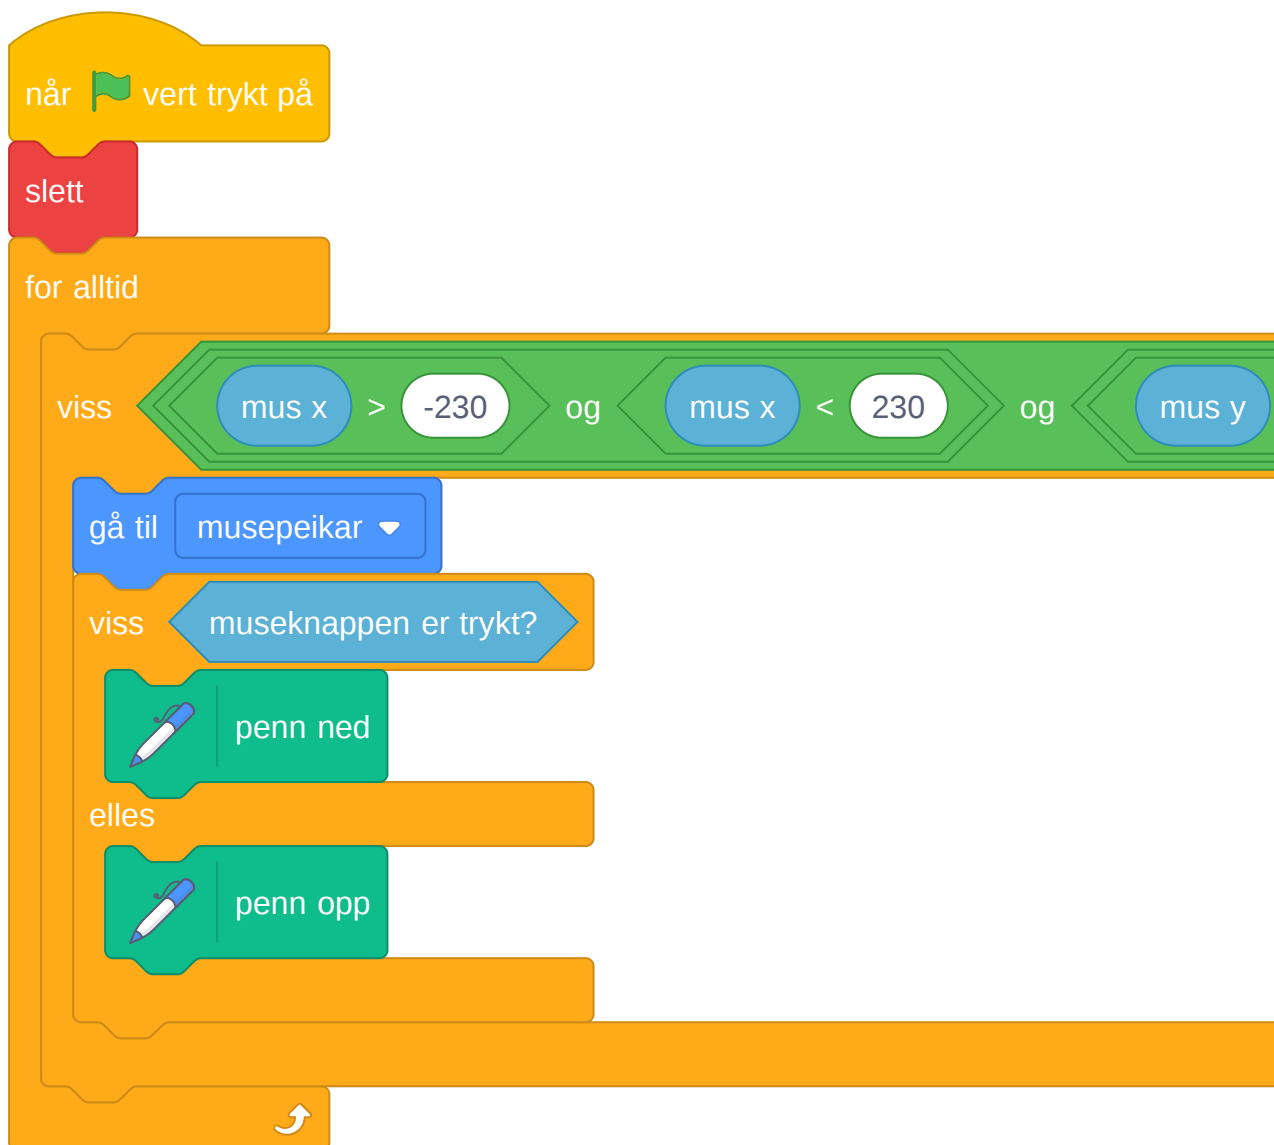 når vert trykt på
slett
for alltid
viss mus x > -230 og mus x < 230 og mus y
gå til musepeikar
viss museknappen er trykt?
penn ned
elles
penn opp